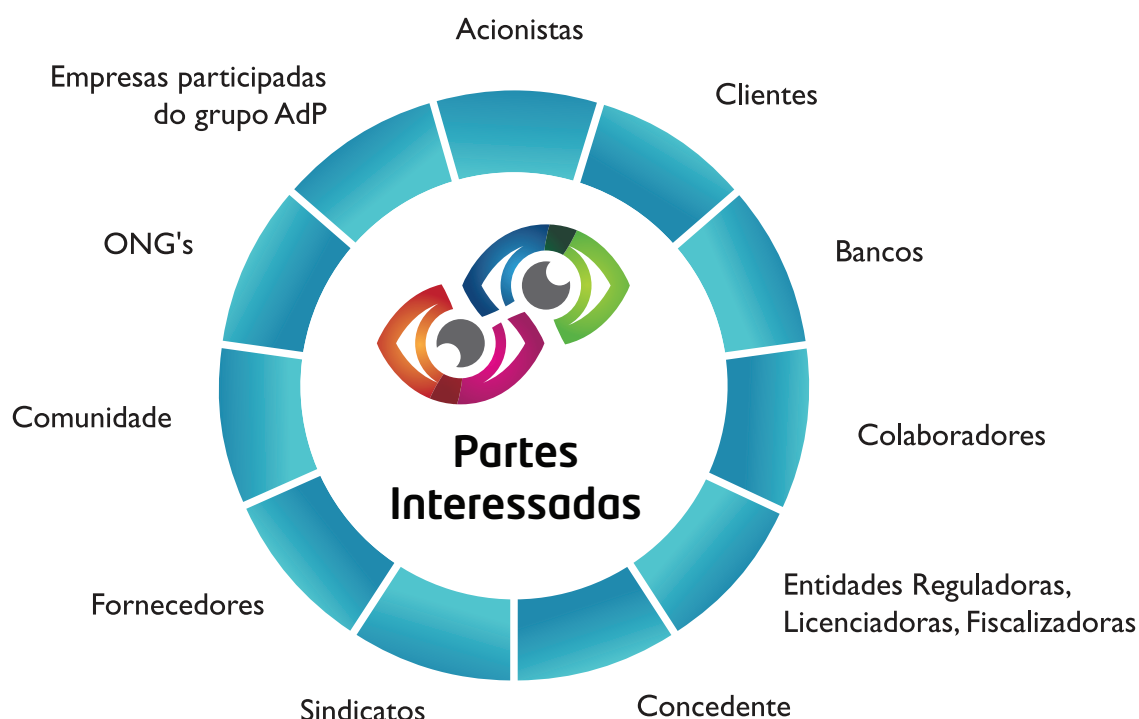 Acionistas
Empresas participadas
do grupo AdP
Clientes
ONG's
Bancos
Comunidade
Colaboradores
Partes
Interessadas
Fornecedores
Entidades Reguladoras,
Licenciadoras, Fiscalizadoras
Sindicatos
Concedente